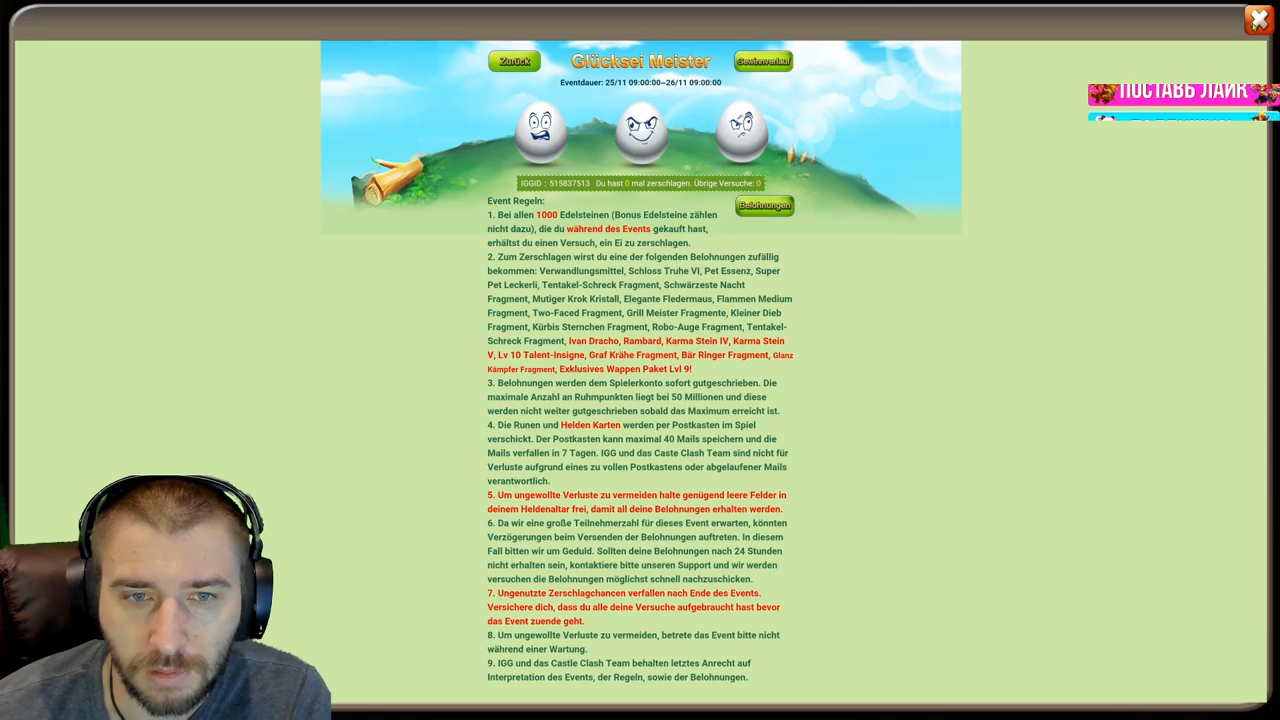 Zurück
Glücksei Meister
Gewinnverlauf
Eventdauer: 25/11 09:00:00~26/11 09:00:00
ПОСТАВЬ ЛАЙК
IGGID : 515837513 Du hast 0 mal zerschlagen. Übrige Versuche: 0
Belohnungen
Event Regeln:
1. Bei allen 1000 Edelsteinen (Bonus Edelsteine zählen
nicht dazu), die du während des Events gekauft hast,
erhältst du einen Versuch, ein Ei zu zerschlagen.
2. Zum Zerschlagen wirst du eine der folgenden Belohnungen zufällig
bekommen: Verwandlungsmittel, Schloss Truhe VI, Pet Essenz, Super
Pet Leckerli, Tentakel-Schreck Fragment, Schwärzeste Nacht
Fragment, Mutiger Krok Kristall, Elegante Fledermaus, Flammen Medium
Fragment, Two-Faced Fragment, Grill Meister Fragmente, Kleiner Dieb
Fragment, Kürbis Sternchen Fragment, Robo-Auge Fragment, Tentakel-
Schreck Fragment, Ivan Dracho, Rambard, Karma Stein IV, Karma Stein
V, Lv 10 Talent-Insigne, Graf Krähe Fragment, Bär Ringer Fragment, Glanz
Kämpfer Fragment, Exklusives Wappen Paket Lvl 9!
3. Belohnungen werden dem Spielerkonto sofort gutgeschrieben. Die
maximale Anzahl an Ruhmpunkten liegt bei 50 Millionen und diese
werden nicht weiter gutgeschrieben sobald das Maximum erreicht ist.
4. Die Runen und Helden Karten werden per Postkasten im Spiel
verschickt. Der Postkasten kann maximal 40 Mails speichern und die
Mails verfallen in 7 Tagen. IGG und das Caste Clash Team sind nicht für
Verluste aufgrund eines zu vollen Postkastens oder abgelaufener Mails
verantwortlich.
5. Um ungewollte Verluste zu vermeiden halte genügend leere Felder in
deinem Heldenaltar frei, damit all deine Belohnungen erhalten werden.
6. Da wir eine große Teilnehmerzahl für dieses Event erwarten, könnten
Verzögerungen beim Versenden der Belohnungen auftreten. In diesem
Fall bitten wir um Geduld. Sollten deine Belohnungen nach 24 Stunden
nicht erhalten sein, kontaktiere bitte unseren Support und wir werden
versuchen die Belohnungen möglichst schnell nachzuschicken.
7. Ungenutzte Zerschlagchancen verfallen nach Ende des Events.
Versichere dich, dass du alle deine Versuche aufgebraucht hast bevor
das Event zuende geht.
8. Um ungewollte Verluste zu vermeiden, betrete das Event bitte nicht
während einer Wartung.
9. IGG und das Castle Clash Team behalten letztes Anrecht auf
Interpretation des Events, der Regeln, sowie der Belohnungen.